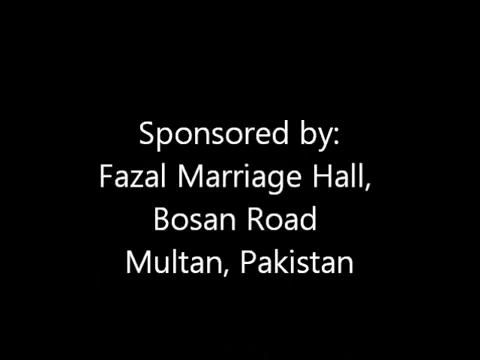 Sponsored by:
Fazal Marriage Hall,
Bosan Road
Multan, Pakistan